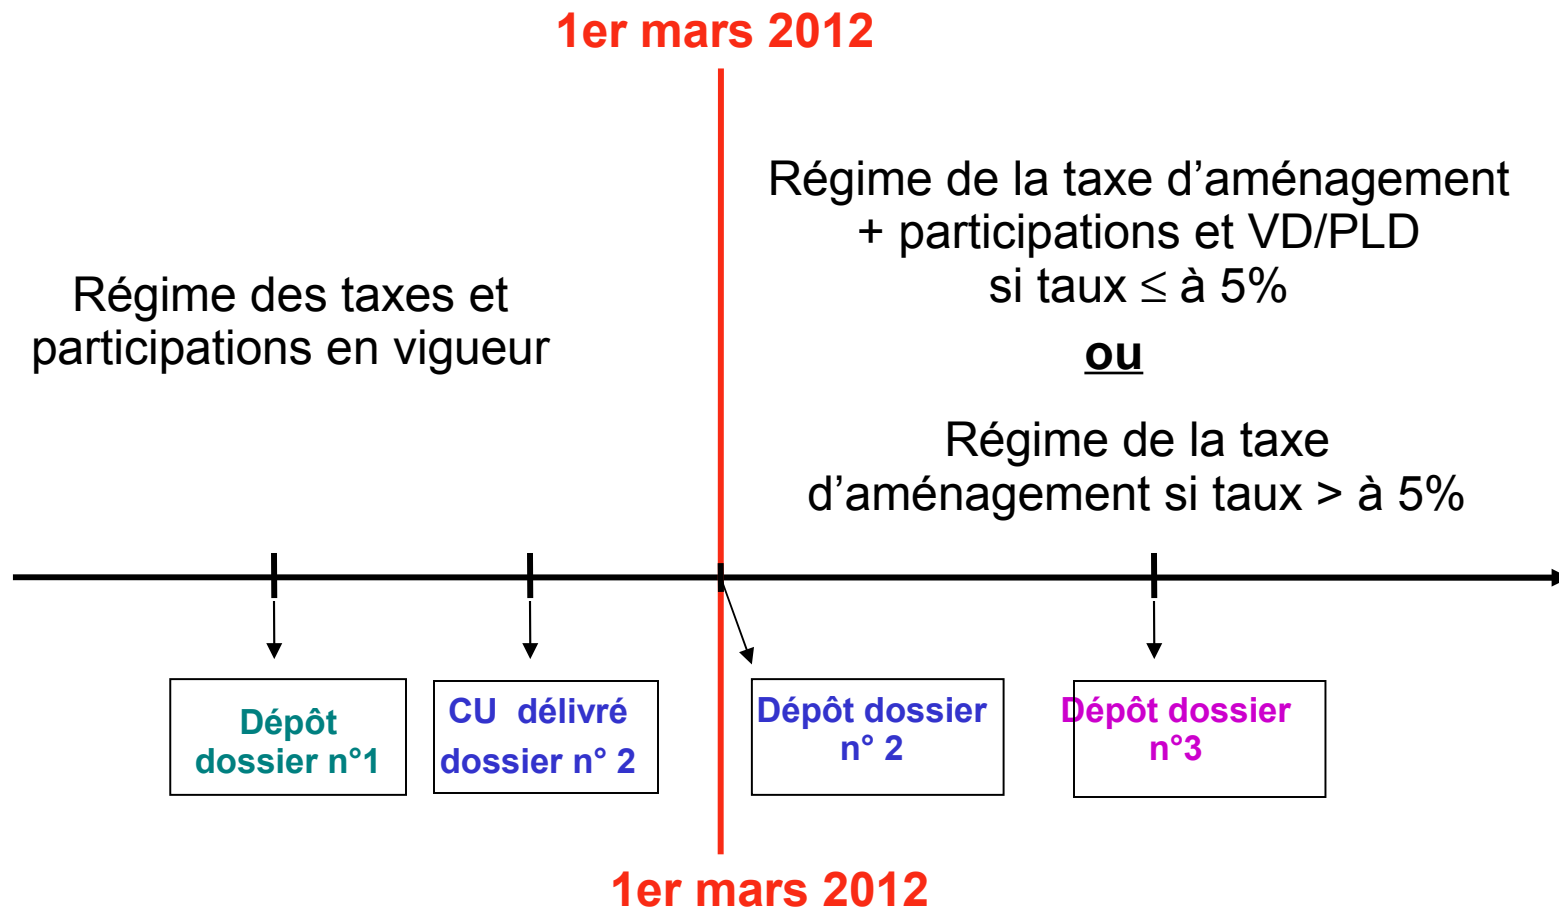 1er mars 2012
Régime des taxes et
participations en vigueur
Régime de la taxe d’aménagement
+ participations et VD/PLD
si taux ≤ à 5%
ou
Régime de la taxe
d’aménagement si taux > à 5%
Dépôt
dossier n°1
CU délivré
dossier n° 2
Dépôt dossier
n° 2
Dépôt dossier
n°3
1er mars 2012